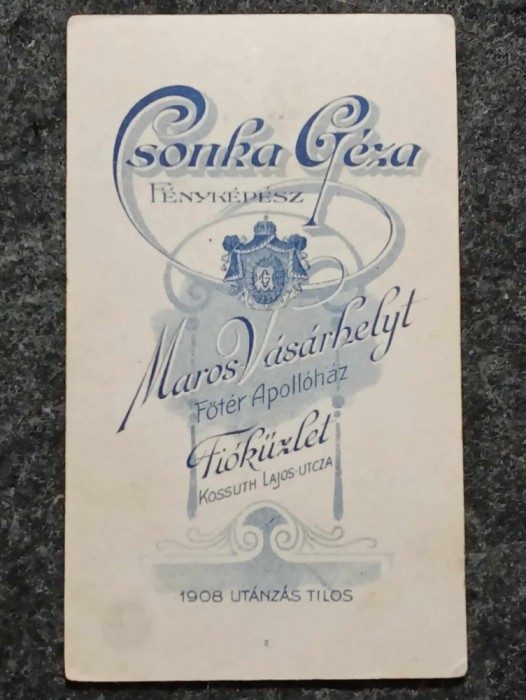 Csonka Géza
FÉNYKÉPÉSZ
Maros-Vásárhelyt
Főtér Apollóház
Fióküzlet
KOSSUTH LAJOS-UTCZA
1908 UTÁNZÁS TILOS